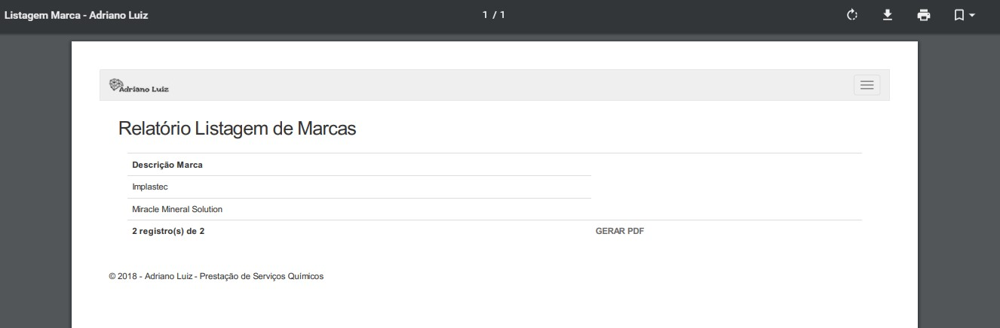 Listagem Marca - Adriano Luiz
1 / 1
Adriano Luiz
Relatório Listagem de Marcas
Descrição Marca
Implastec
Miracle Mineral Solution
2 registro(s) de 2 GERAR PDF
© 2018 - Adriano Luiz - Prestação de Serviços Químicos